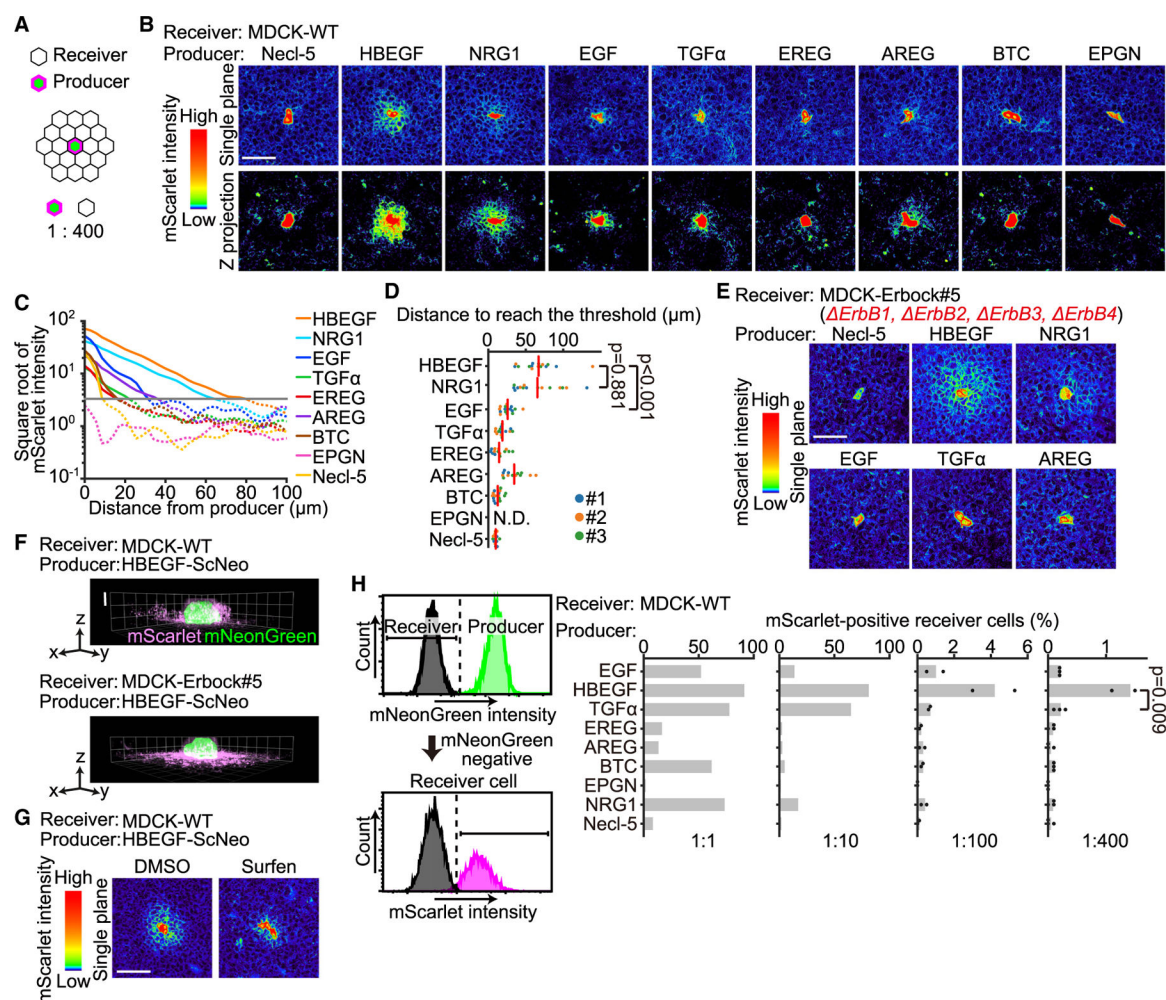 A
Receiver
Producer
1 : 400
B
Receiver: MDCK-WT
Producer: Necl-5 HBEGF NRG1 EGF TGFα EREG AREG BTC EPGN
mScarlet intensity
High
Low
Single plane
Z projection
C
Square root of
mScarlet intensity
10²
10¹
10⁰
10⁻¹
0 20 40 60 80 100
Distance from producer (μm)
HBEGF
NRG1
EGF
TGFα
EREG
AREG
BTC
EPGN
Necl-5
D
Distance to reach the threshold (μm)
0 50 100
HBEGF
NRG1
EGF
TGFα
EREG
AREG
BTC
EPGN N.D.
Necl-5
p=0.881
p<0.001
#1
#2
#3
E
Receiver: MDCK-Erbock#5
(ΔErbB1, ΔErbB2, ΔErbB3, ΔErbB4)
Producer: Necl-5 HBEGF NRG1
EGF TGFα AREG
mScarlet intensity
High
Low
Single plane
F
Receiver: MDCK-WT
Producer: HBEGF-ScNeo
mScarlet mNeonGreen
z
x y
Receiver: MDCK-Erbock#5
Producer: HBEGF-ScNeo
z
x y
G
Receiver: MDCK-WT
Producer: HBEGF-ScNeo
DMSO Surfen
mScarlet intensity
High
Low
Single plane
H
Count
Receiver Producer
mNeonGreen intensity
mNeonGreen
negative
Receiver cell
Count
mScarlet intensity
Receiver: MDCK-WT
Producer:
mScarlet-positive receiver cells (%)
0 50 100 0 50 100 0 2 4 6 0 1
EGF
HBEGF
TGFα
EREG
AREG
BTC
EPGN
NRG1
Necl-5
p=0.009
1:1 1:10 1:100 1:400